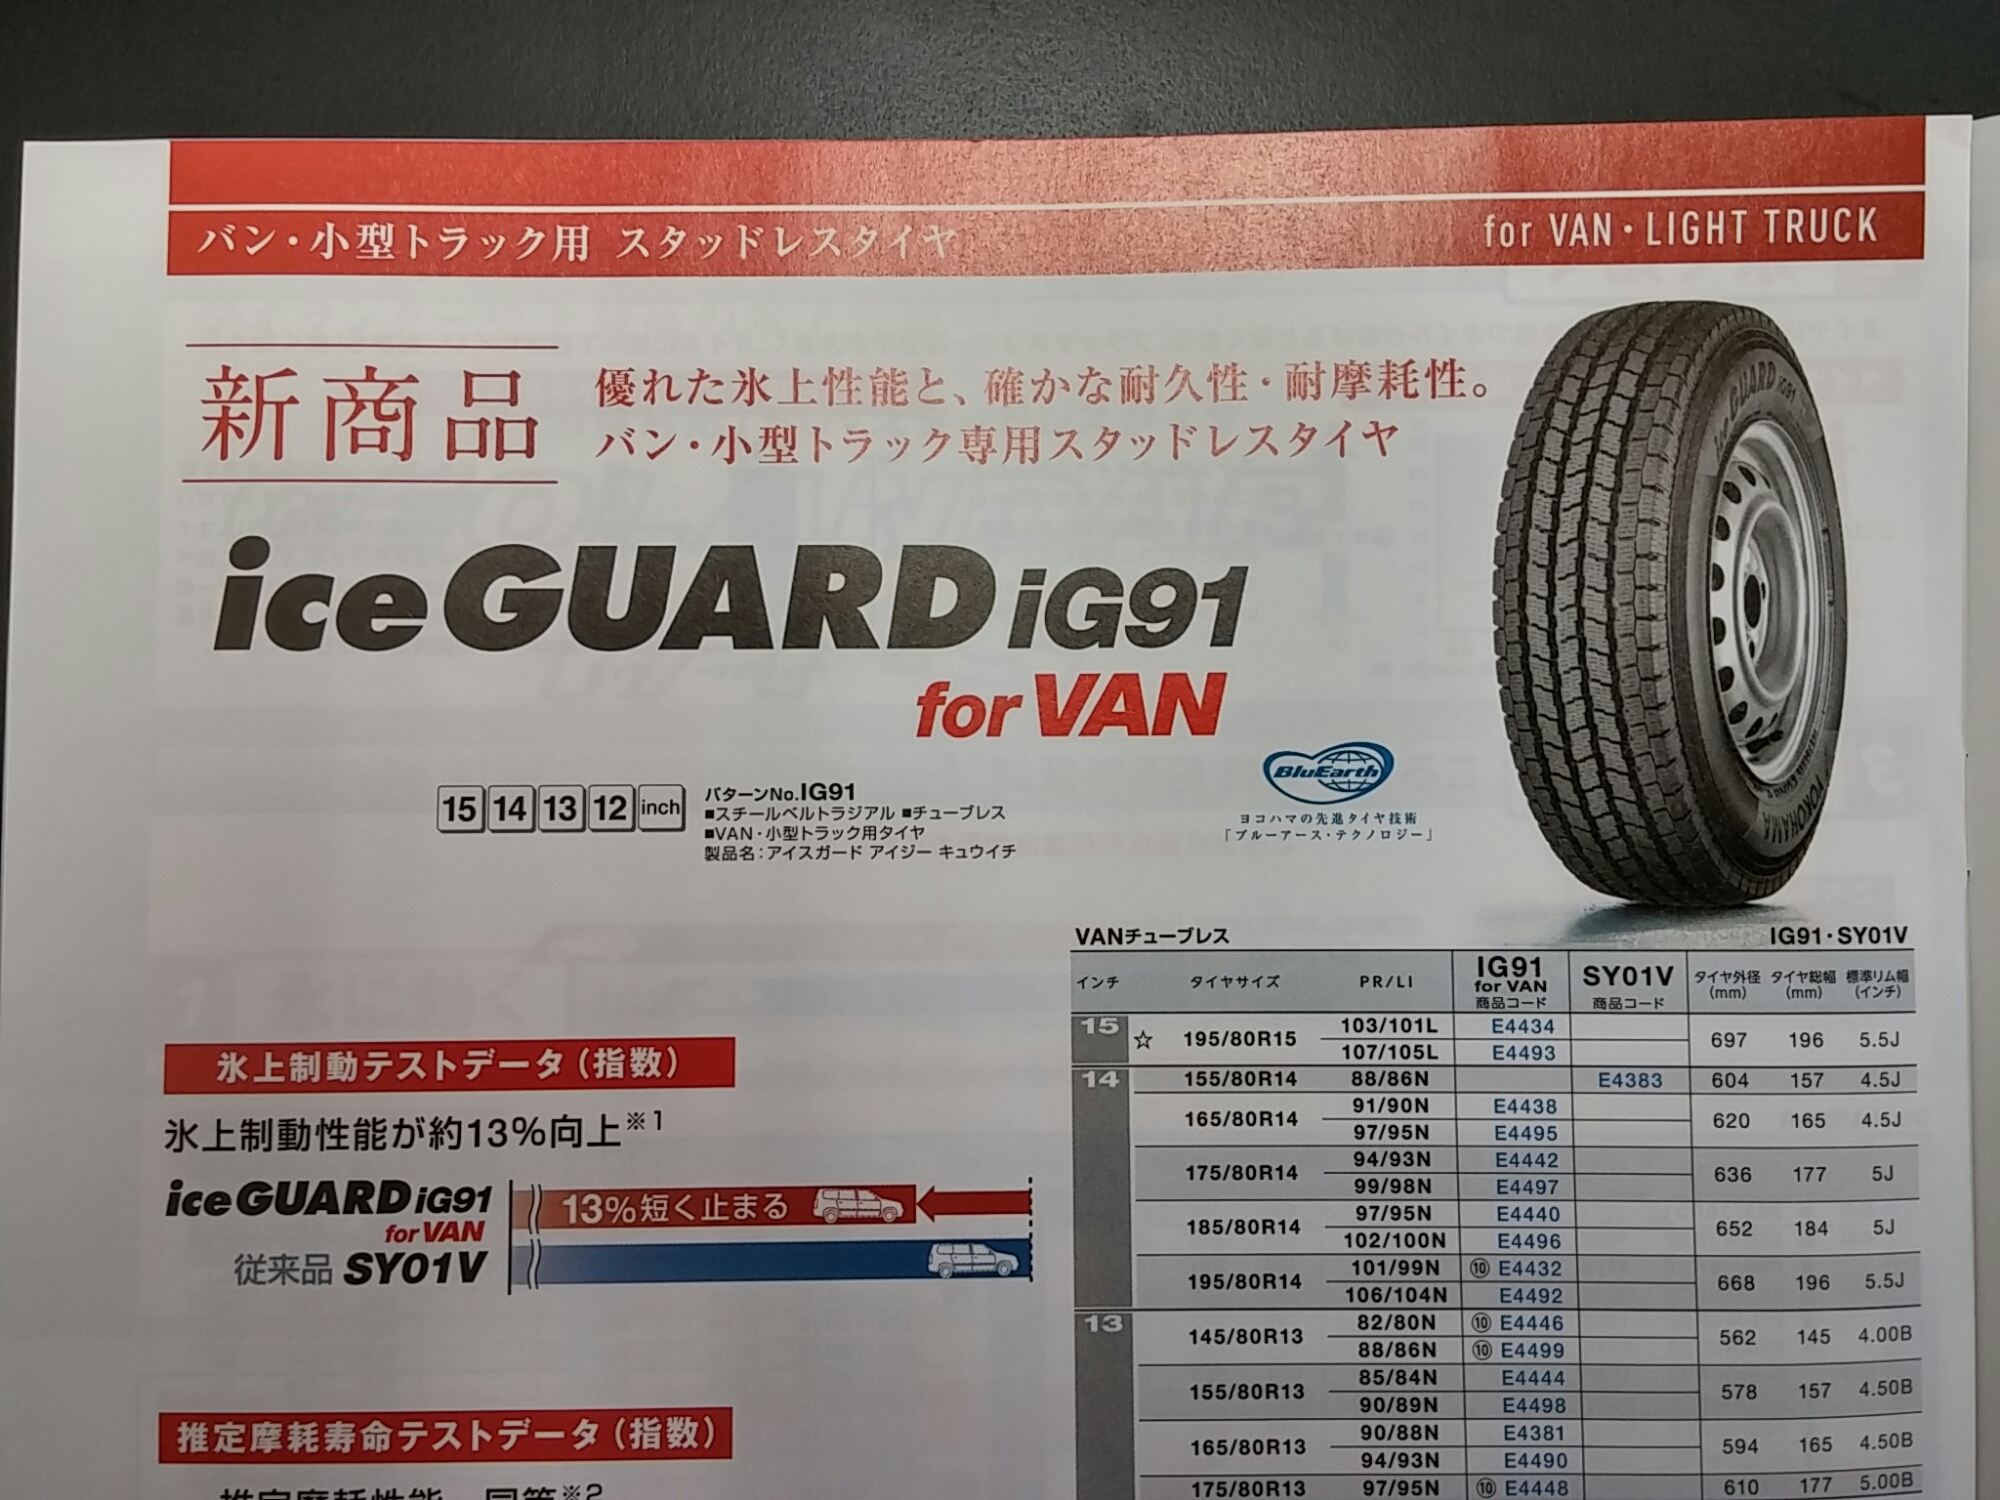 バン・小型トラック用 スタッドレスタイヤ
for VAN・LIGHT TRUCK
新商品
優れた氷上性能と、確かな耐久性・耐摩耗性。
バン・小型トラック専用スタッドレスタイヤ
iceGUARD iG91
for VAN
15 14 13 12 inch
パターンNo.IG91
■スチールベルトラジアル ■チューブレス
■VAN・小型トラック用タイヤ
製品名：アイスガード アイジー キュウイチ
BluEarth
ヨコハマの先進タイヤ技術
「ブルーアース・テクノロジー」
ice GUARD iG91
YOKOHAMA
氷上制動テストデータ（指数）
氷上制動性能が約13％向上※1
iceGUARD iG91
for VAN
13％短く止まる
従来品 SY01V
推定摩耗寿命テストデータ（指数）
VANチューブレス IG91・SY01V
インチ タイヤサイズ PR/LI IG91 for VAN 商品コード SY01V 商品コード タイヤ外径(mm) タイヤ総幅(mm) 標準リム幅(インチ)
15 ☆ 195/80R15 103/101L E4434 697 196 5.5J
107/105L E4493
14 155/80R14 88/86N E4383 604 157 4.5J
165/80R14 91/90N E4438 620 165 4.5J
97/95N E4495
175/80R14 94/93N E4442 636 177 5J
99/98N E4497
185/80R14 97/95N E4440 652 184 5J
102/100N E4496
195/80R14 101/99N ⑩ E4432 668 196 5.5J
106/104N E4492
13 145/80R13 82/80N ⑩ E4446 562 145 4.00B
88/86N ⑩ E4499
155/80R13 85/84N E4444 578 157 4.50B
90/89N E4498
165/80R13 90/88N E4381 594 165 4.50B
94/93N E4490
175/80R13 97/95N ⑩ E4448 610 177 5.00B